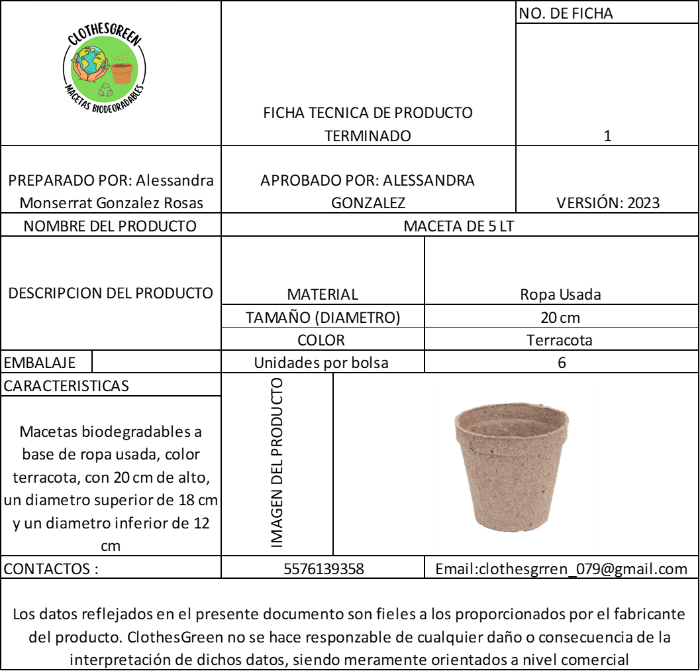 CLOTHESGREEN
MACETAS BIODEGRADABLES
FICHA TECNICA DE PRODUCTO
TERMINADO
NO. DE FICHA
1
PREPARADO POR: Alessandra
Monserrat Gonzalez Rosas
APROBADO POR: ALESSANDRA
GONZALEZ
VERSIÓN: 2023
NOMBRE DEL PRODUCTO
MACETA DE 5 LT
DESCRIPCION DEL PRODUCTO
MATERIAL
Ropa Usada
TAMAÑO (DIAMETRO)
20 cm
COLOR
Terracota
EMBALAJE
Unidades por bolsa
6
CARACTERISTICAS
Macetas biodegradables a
base de ropa usada, color
terracota, con 20 cm de alto,
un diametro superior de 18 cm
y un diametro inferior de 12
cm
IMAGEN DEL PRODUCTO
CONTACTOS :
5576139358
Email:clothesgrren_079@gmail.com
Los datos reflejados en el presente documento son fieles a los proporcionados por el fabricante
del producto. ClothesGreen no se hace responzable de cualquier daño o consecuencia de la
interpretación de dichos datos, siendo meramente orientados a nivel comercial